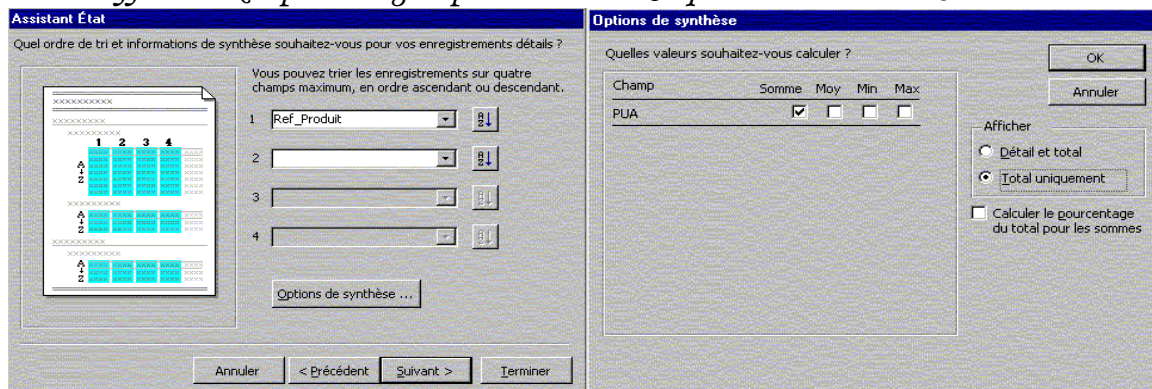 Assistant État
Quel ordre de tri et informations de synthèse souhaitez-vous pour vos enregistrements détails ?
Vous pouvez trier les enregistrements sur quatre
champs maximum, en ordre ascendant ou descendant.
1 Ref_Produit
2
3
4
Options de synthèse ...
Annuler
< Précédent
Suivant >
Terminer
Options de synthèse
Quelles valeurs souhaitez-vous calculer ?
OK
Annuler
Champ Somme Moy Min Max
PUA
Afficher
Détail et total
Total uniquement
Calculer le pourcentage
du total pour les sommes